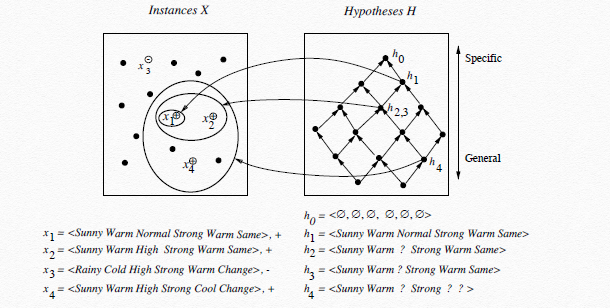 Instances X
Hypotheses H
x3
x1
x2
x4
h0
h1
h2,3
h4
Specific
General
x1 = <Sunny Warm Normal Strong Warm Same>, +
x2 = <Sunny Warm High Strong Warm Same>, +
x3 = <Rainy Cold High Strong Warm Change>, -
x4 = <Sunny Warm High Strong Cool Change>, +
h0 = <∅, ∅, ∅, ∅, ∅, ∅>
h1 = <Sunny Warm Normal Strong Warm Same>
h2 = <Sunny Warm ? Strong Warm Same>
h3 = <Sunny Warm ? Strong Warm Same>
h4 = <Sunny Warm ? Strong ? ? >